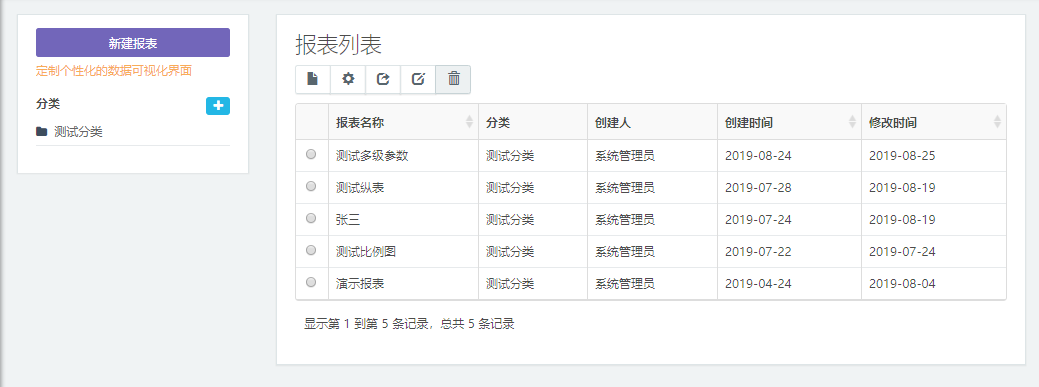 新建报表
定制个性化的数据可视化界面
分类
测试分类
报表列表
报表名称 分类 创建人 创建时间 修改时间
测试多级参数 测试分类 系统管理员 2019-08-24 2019-08-25
测试纵表 测试分类 系统管理员 2019-07-28 2019-08-19
张三 测试分类 系统管理员 2019-07-24 2019-08-19
测试比例图 测试分类 系统管理员 2019-07-22 2019-07-24
演示报表 测试分类 系统管理员 2019-04-24 2019-08-04
显示第 1 到第 5 条记录，总共 5 条记录